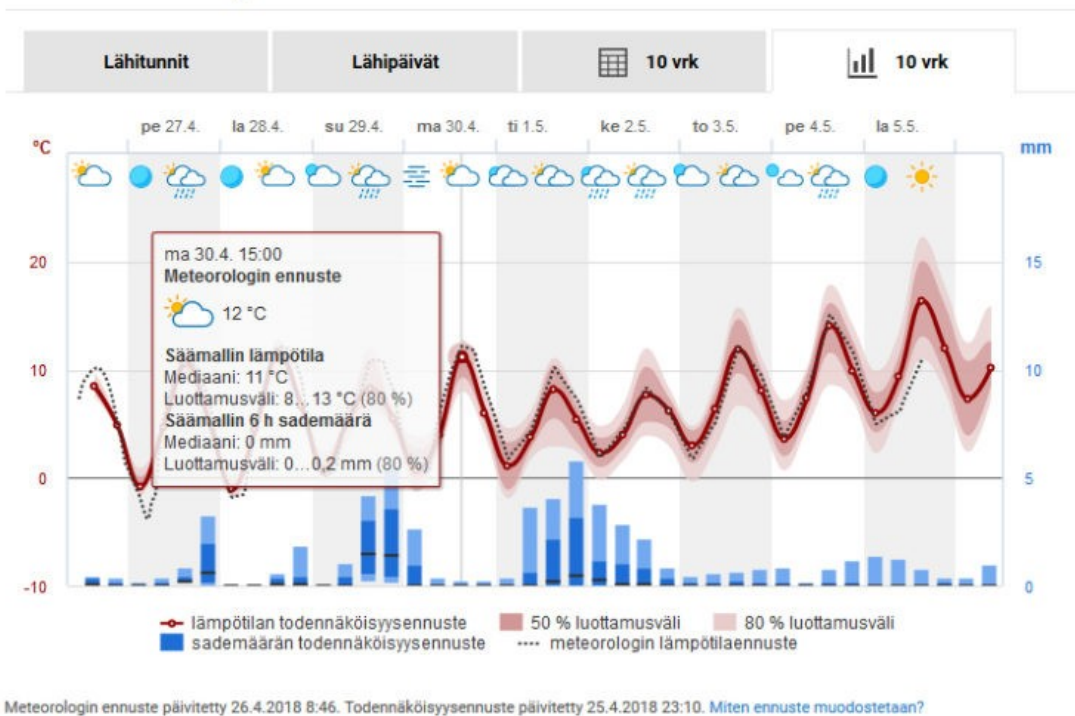 Lähitunnit Lähipäivät 10 vrk 10 vrk
pe 27.4. la 28.4. su 29.4. ma 30.4. ti 1.5. ke 2.5. to 3.5. pe 4.5. la 5.5.
°C mm
ma 30.4. 15:00
Meteorologin ennuste
20 15
12 °C
Säämallin lämpötila
Mediaani: 11 °C
10 10
Luottamusväli: 8...13 °C (80 %)
Säämallin 6 h sademäärä
Mediaani: 0 mm
Luottamusväli: 0...0,2 mm (80 %)
0 5
-10 0
lämpötilan todennäköisyysennuste 50 % luottamusväli 80 % luottamusväli
sademäärän todennäköisyysennuste meteorologin lämpötilaennuste
Meteorologin ennuste päivitetty 26.4.2018 8:46. Todennäköisyysennuste päivitetty 25.4.2018 23:10. Miten ennuste muodostetaan?